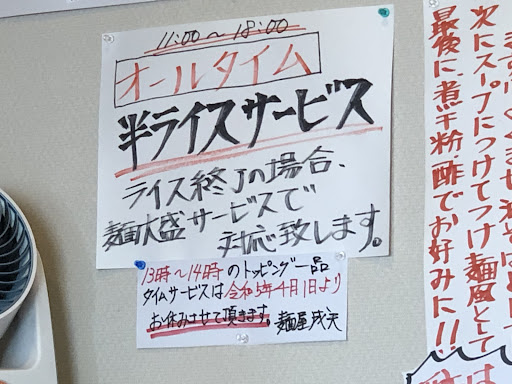 11:00〜18:00
オールタイム
半ライスサービス
ライス終了の場合、
麺大盛サービスで
対応致します。
13時〜14時のトッピング一品
タイムサービスは令和5年4月1日より
お休みさせて頂きます。麺屋
次にスープにつけてつけ麺風として
最後に煮干粉、酢でお好みに!!